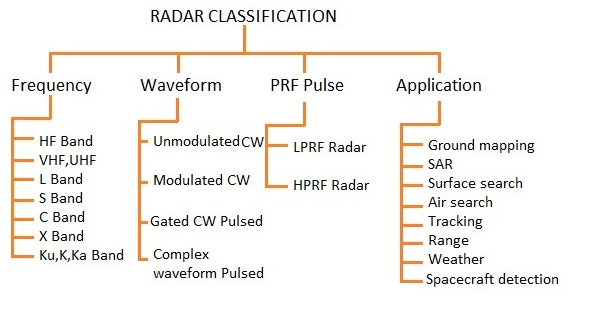 RADAR CLASSIFICATION
Frequency
HF Band
VHF,UHF
L Band
S Band
C Band
X Band
Ku,K,Ka Band
Waveform
Unmodulated CW
Modulated CW
Gated CW Pulsed
Complex
waveform Pulsed
PRF Pulse
LPRF Radar
HPRF Radar
Application
Ground mapping
SAR
Surface search
Air search
Tracking
Range
Weather
Spacecraft detection